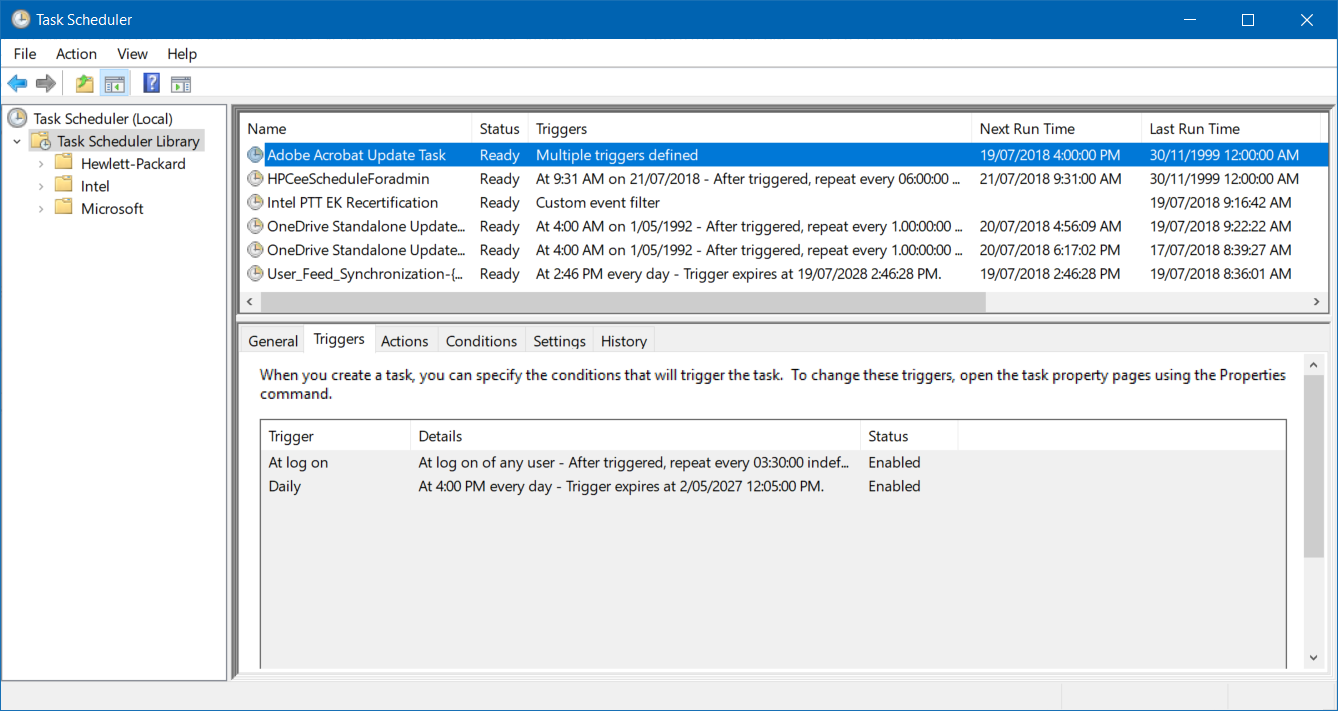 Task Scheduler
File Action View Help
Task Scheduler (Local)
Task Scheduler Library
Hewlett-Packard
Intel
Microsoft
Name Status Triggers Next Run Time Last Run Time
Adobe Acrobat Update Task Ready Multiple triggers defined 19/07/2018 4:00:00 PM 30/11/1999 12:00:00 AM
HPCeeScheduleForadmin Ready At 9:31 AM on 21/07/2018 - After triggered, repeat every 06:00:00 ... 21/07/2018 9:31:00 AM 30/11/1999 12:00:00 AM
Intel PTT EK Recertification Ready Custom event filter 19/07/2018 9:16:42 AM
OneDrive Standalone Update... Ready At 4:00 AM on 1/05/1992 - After triggered, repeat every 1.00:00:00 ... 20/07/2018 4:56:09 AM 19/07/2018 9:22:22 AM
OneDrive Standalone Update... Ready At 4:00 AM on 1/05/1992 - After triggered, repeat every 1.00:00:00 ... 20/07/2018 6:17:02 PM 17/07/2018 8:39:27 AM
User_Feed_Synchronization-{... Ready At 2:46 PM every day - Trigger expires at 19/07/2028 2:46:28 PM. 19/07/2018 2:46:28 PM 19/07/2018 8:36:01 AM
General Triggers Actions Conditions Settings History
When you create a task, you can specify the conditions that will trigger the task. To change these triggers, open the task property pages using the Properties
command.
Trigger Details Status
At log on At log on of any user - After triggered, repeat every 03:30:00 indef... Enabled
Daily At 4:00 PM every day - Trigger expires at 2/05/2027 12:05:00 PM. Enabled